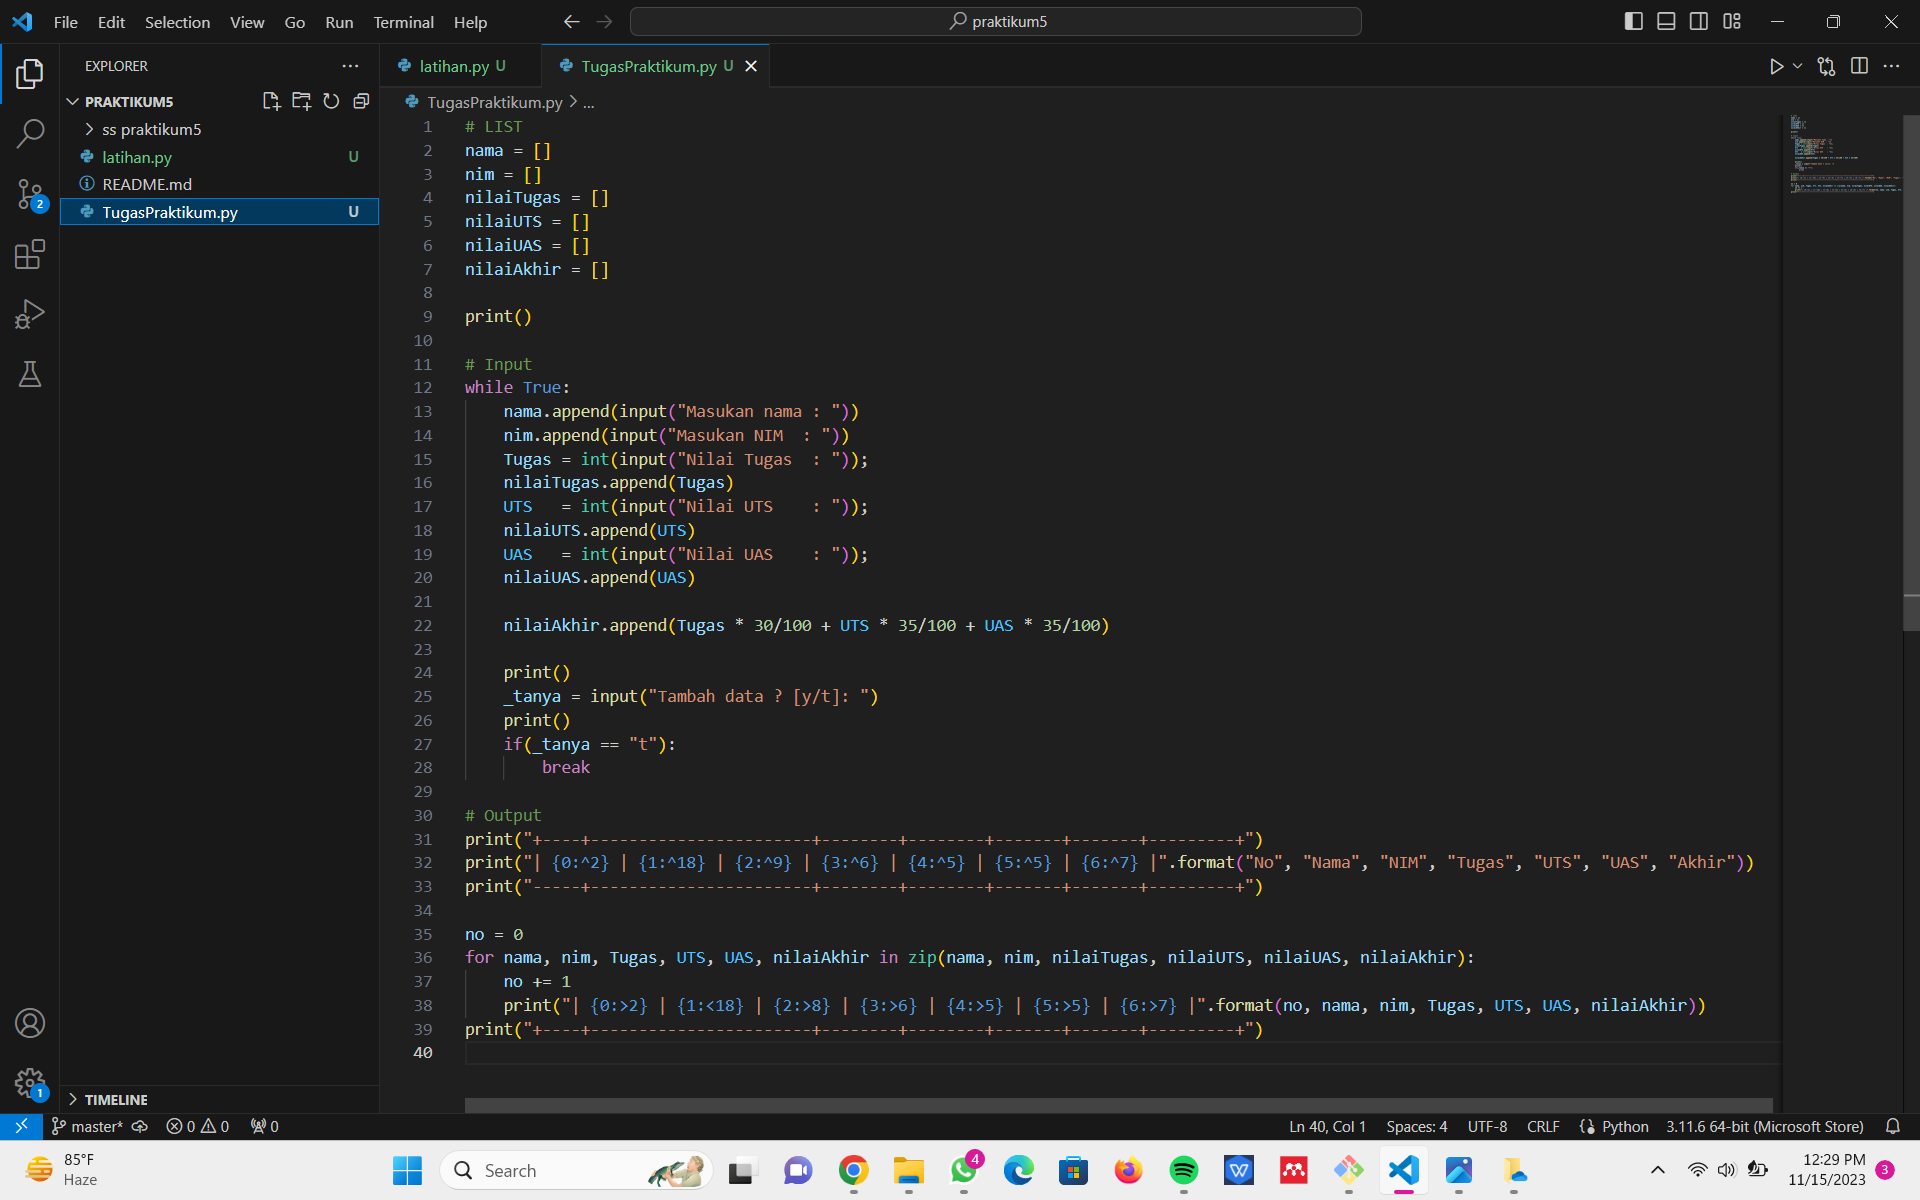 File Edit Selection View Go Run Terminal Help
praktikum5
EXPLORER
PRAKTIKUM5
ss praktikum5
latihan.py U
README.md
TugasPraktikum.py U
TIMELINE
latihan.py U
TugasPraktikum.py U
TugasPraktikum.py > ...
1 # LIST
2 nama = []
3 nim = []
4 nilaiTugas = []
5 nilaiUTS = []
6 nilaiUAS = []
7 nilaiAkhir = []
8
9 print()
10
11 # Input
12 while True:
13     nama.append(input("Masukan nama : "))
14     nim.append(input("Masukan NIM  : "))
15     Tugas = int(input("Nilai Tugas  : "));
16     nilaiTugas.append(Tugas)
17     UTS   = int(input("Nilai UTS    : "));
18     nilaiUTS.append(UTS)
19     UAS   = int(input("Nilai UAS    : "));
20     nilaiUAS.append(UAS)
21
22     nilaiAkhir.append(Tugas * 30/100 + UTS * 35/100 + UAS * 35/100)
23
24     print()
25     _tanya = input("Tambah data ? [y/t]: ")
26     print()
27     if(_tanya == "t"):
28         break
29
30 # Output
31 print("+----+-----------------------+--------+--------+-------+-------+---------+")
32 print("| {0:^2} | {1:^18} | {2:^9} | {3:^6} | {4:^5} | {5:^5} | {6:^7} |".format("No", "Nama", "NIM", "Tugas", "UTS", "UAS", "Akhir"))
33 print("-----+-----------------------+--------+--------+-------+-------+---------+")
34
35 no = 0
36 for nama, nim, Tugas, UTS, UAS, nilaiAkhir in zip(nama, nim, nilaiTugas, nilaiUTS, nilaiUAS, nilaiAkhir):
37     no += 1
38     print("| {0:>2} | {1:<18} | {2:>8} | {3:>6} | {4:>5} | {5:>5} | {6:>7} |".format(no, nama, nim, Tugas, UTS, UAS, nilaiAkhir))
39 print("+----+-----------------------+--------+--------+-------+-------+---------+")
40
2
1
master* 0 0 0
Ln 40, Col 1 Spaces: 4 UTF-8 CRLF Python 3.11.6 64-bit (Microsoft Store)
85°F
Haze
Search
4
12:29 PM
11/15/2023
3